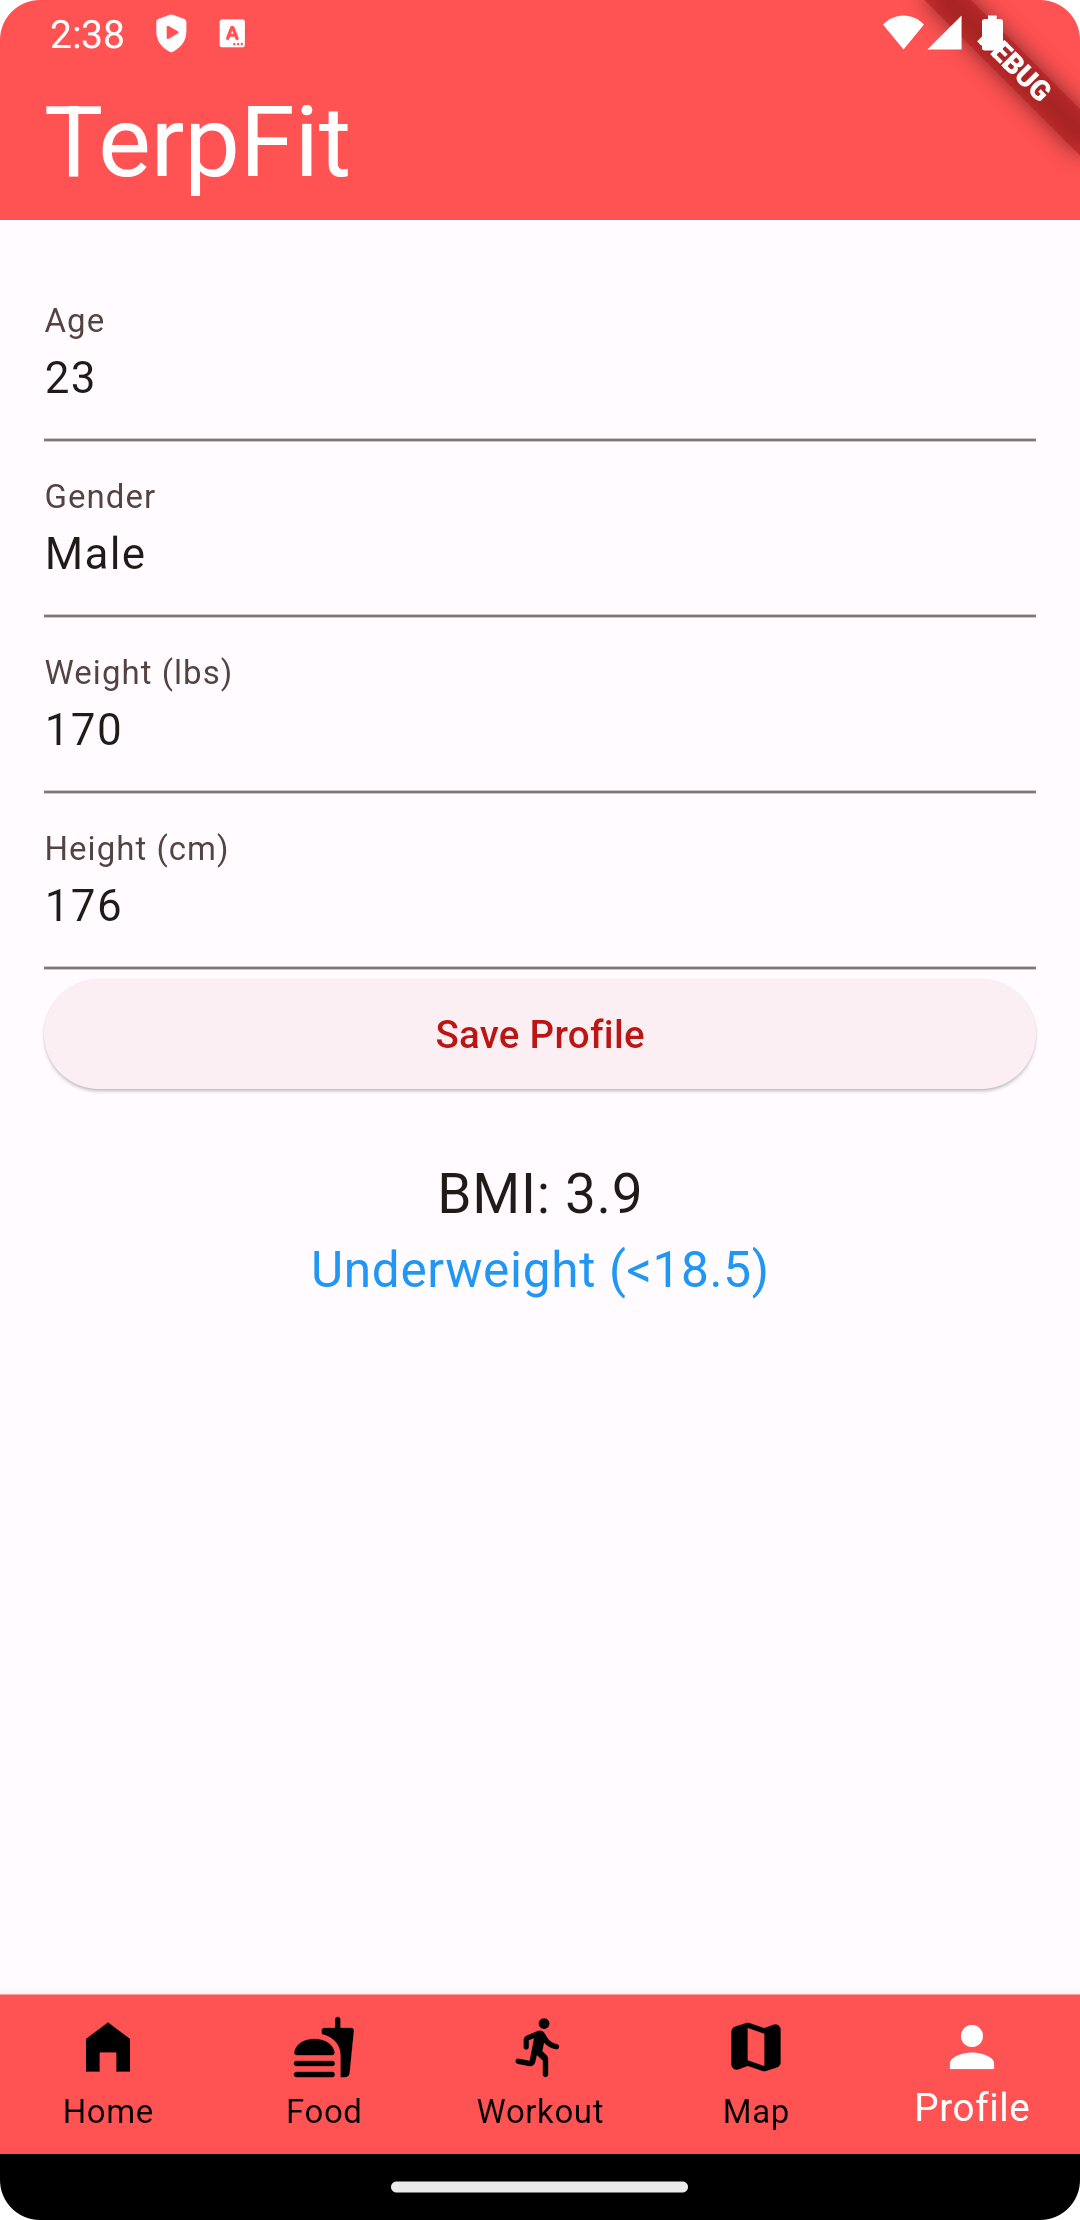 2:38
DEBUG
TerpFit
Age
23
Gender
Male
Weight (lbs)
170
Height (cm)
176
Save Profile
BMI: 3.9
Underweight (<18.5)
Home
Food
Workout
Map
Profile